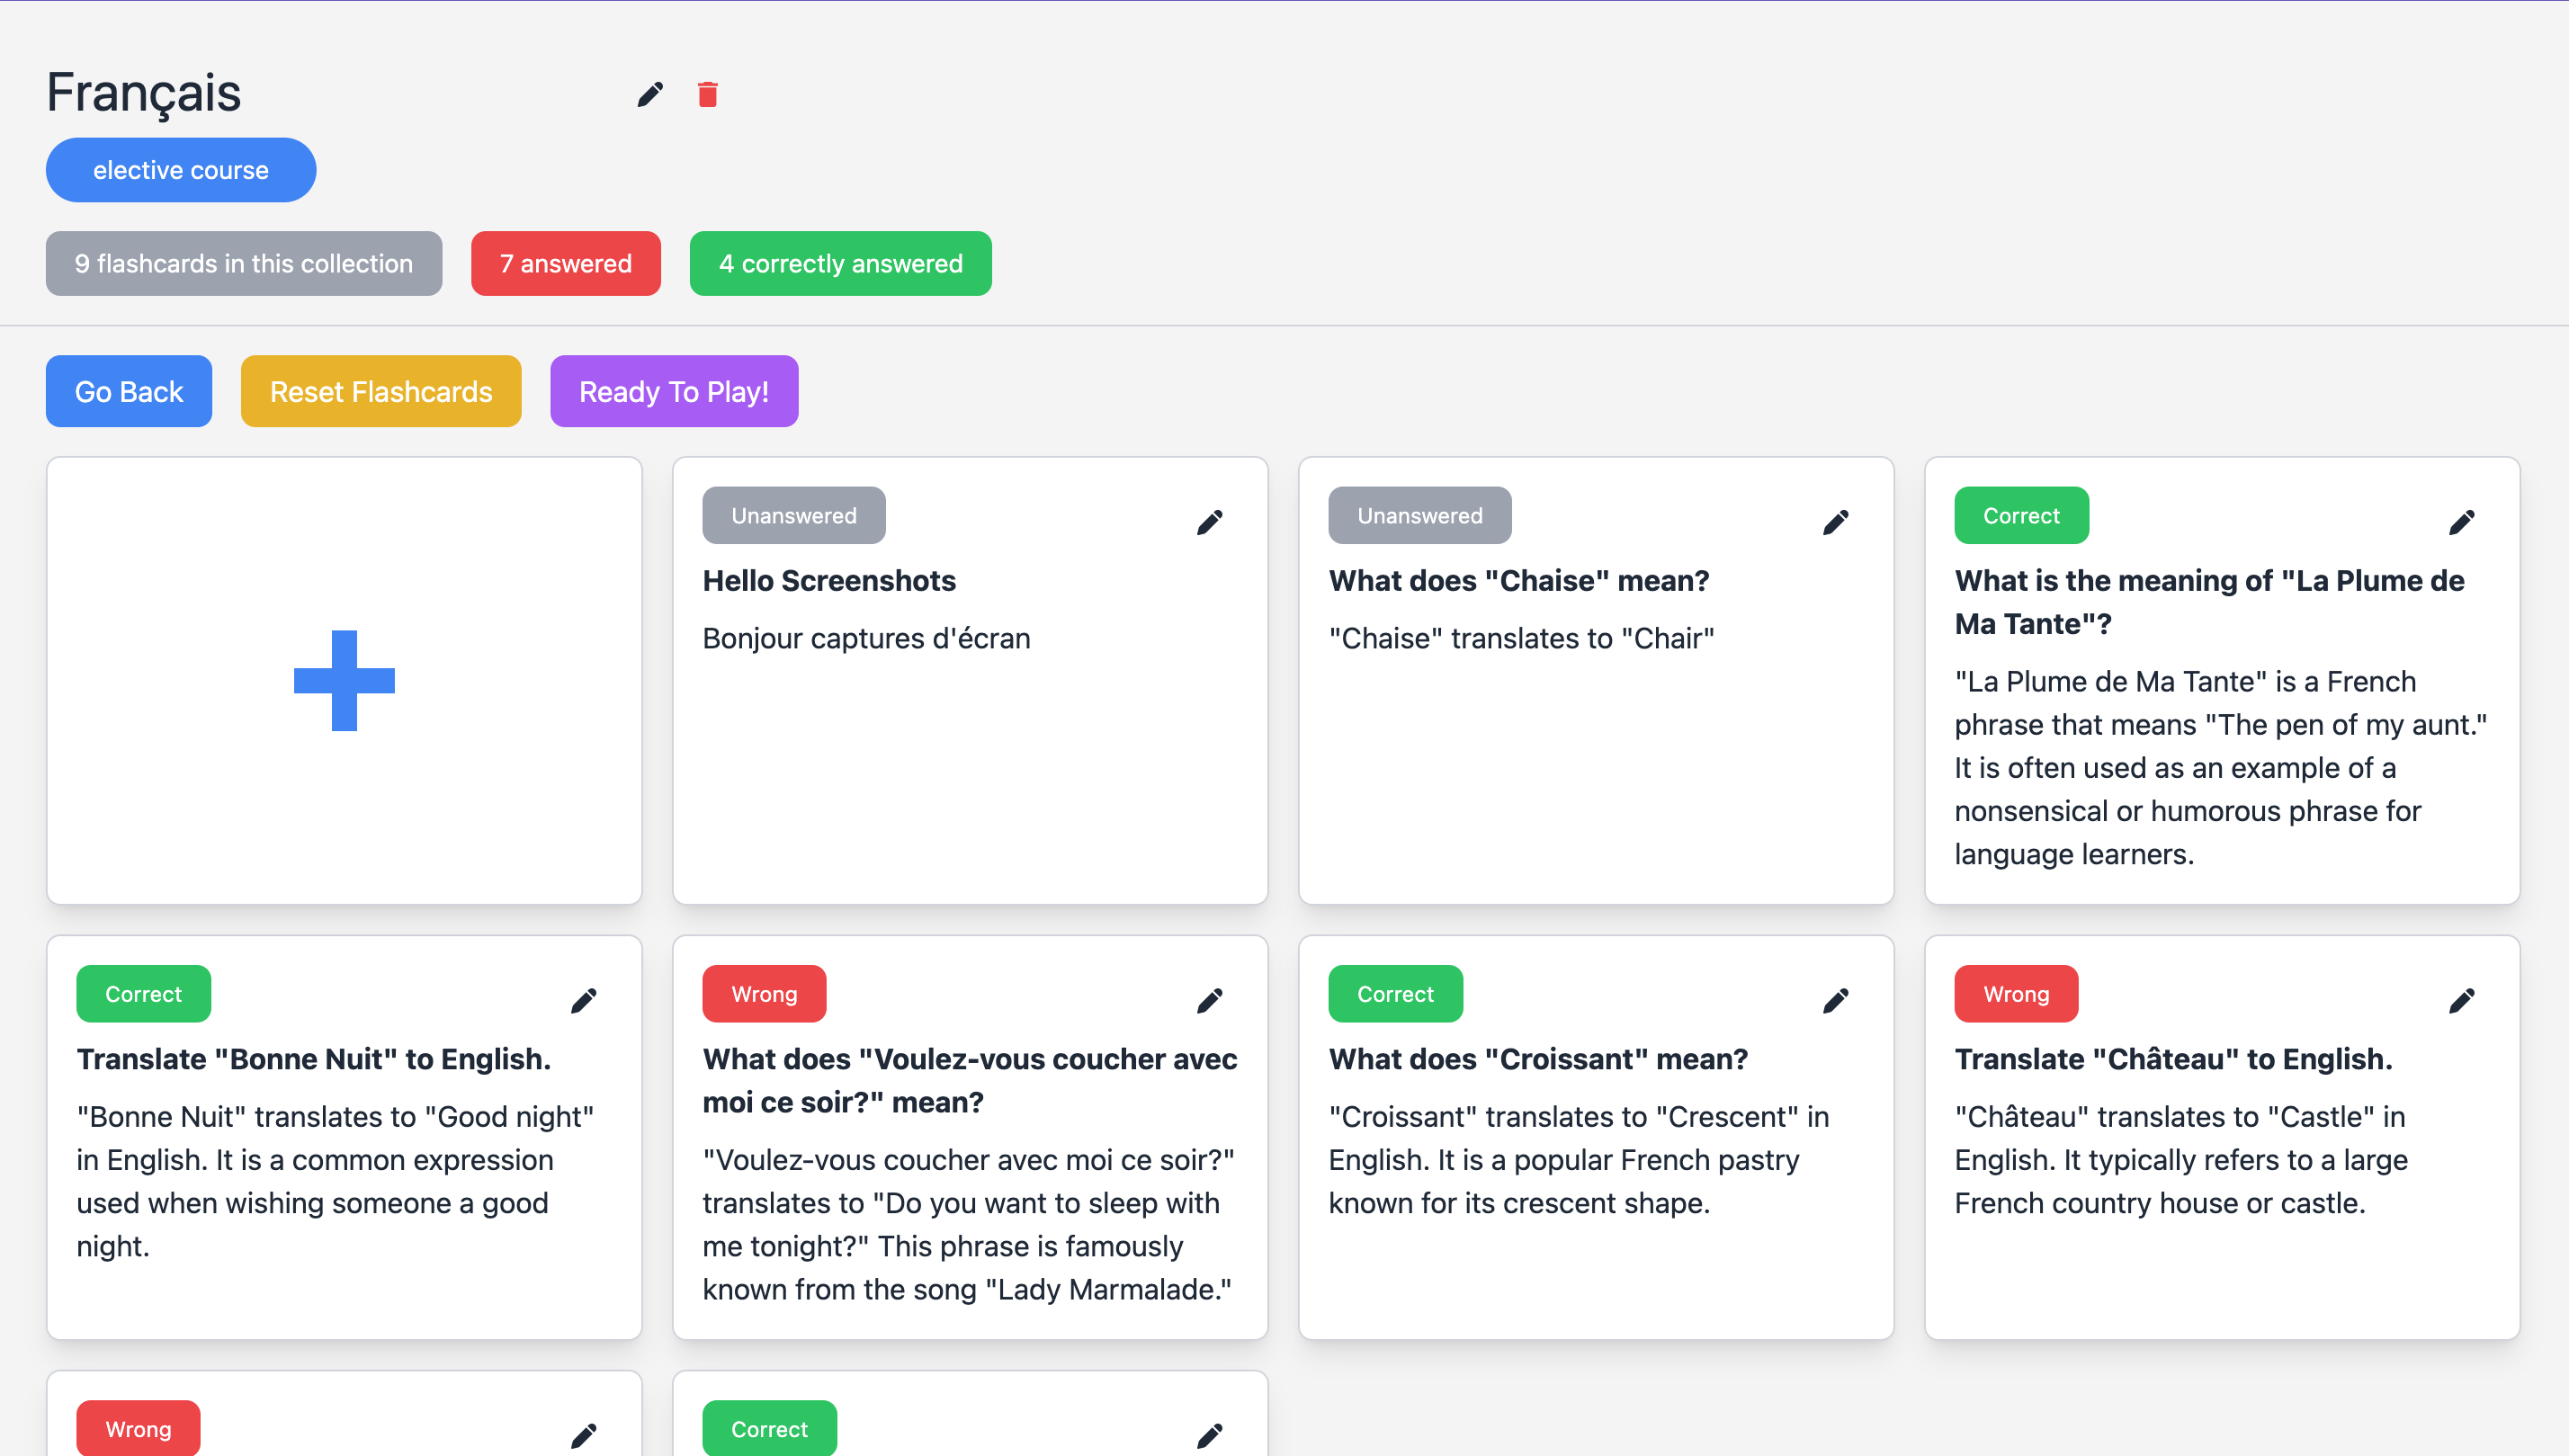 Français
elective course
9 flashcards in this collection
7 answered
4 correctly answered
Go Back
Reset Flashcards
Ready To Play!
Unanswered
Hello Screenshots
Bonjour captures d'écran
Unanswered
What does "Chaise" mean?
"Chaise" translates to "Chair"
Correct
What is the meaning of "La Plume de
Ma Tante"?
"La Plume de Ma Tante" is a French
phrase that means "The pen of my aunt."
It is often used as an example of a
nonsensical or humorous phrase for
language learners.
Correct
Translate "Bonne Nuit" to English.
"Bonne Nuit" translates to "Good night"
in English. It is a common expression
used when wishing someone a good
night.
Wrong
What does "Voulez-vous coucher avec
moi ce soir?" mean?
"Voulez-vous coucher avec moi ce soir?"
translates to "Do you want to sleep with
me tonight?" This phrase is famously
known from the song "Lady Marmalade."
Correct
What does "Croissant" mean?
"Croissant" translates to "Crescent" in
English. It is a popular French pastry
known for its crescent shape.
Wrong
Translate "Château" to English.
"Château" translates to "Castle" in
English. It typically refers to a large
French country house or castle.
Wrong
Correct